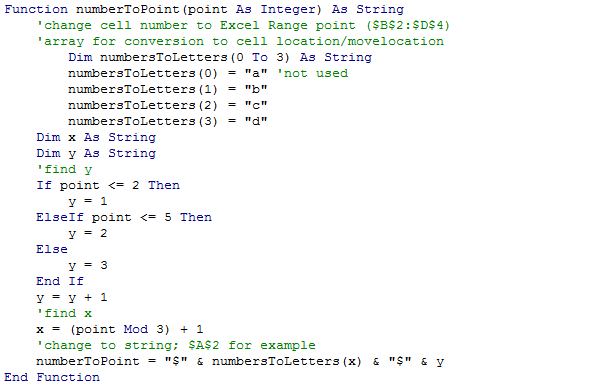 Function numberToPoint(point As Integer) As String
    'change cell number to Excel Range point ($B$2:$D$4)
    'array for conversion to cell location/movelocation
        Dim numbersToLetters(0 To 3) As String
        numbersToLetters(0) = "a" 'not used
        numbersToLetters(1) = "b"
        numbersToLetters(2) = "c"
        numbersToLetters(3) = "d"
    Dim x As String
    Dim y As String
    'find y
    If point <= 2 Then
        y = 1
    ElseIf point <= 5 Then
        y = 2
    Else
        y = 3
    End If
    y = y + 1
    'find x
    x = (point Mod 3) + 1
    'change to string; $A$2 for example
    numberToPoint = "$" & numbersToLetters(x) & "$" & y
End Function